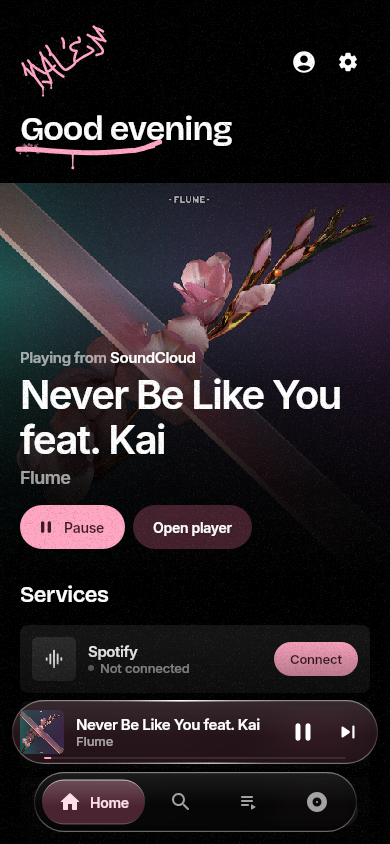 Good evening
-FLUME-
Playing from SoundCloud
Never Be Like You
feat. Kai
Flume
Pause
Open player
Services
Spotify
Not connected
Connect
Never Be Like You feat. Kai
Flume
Home